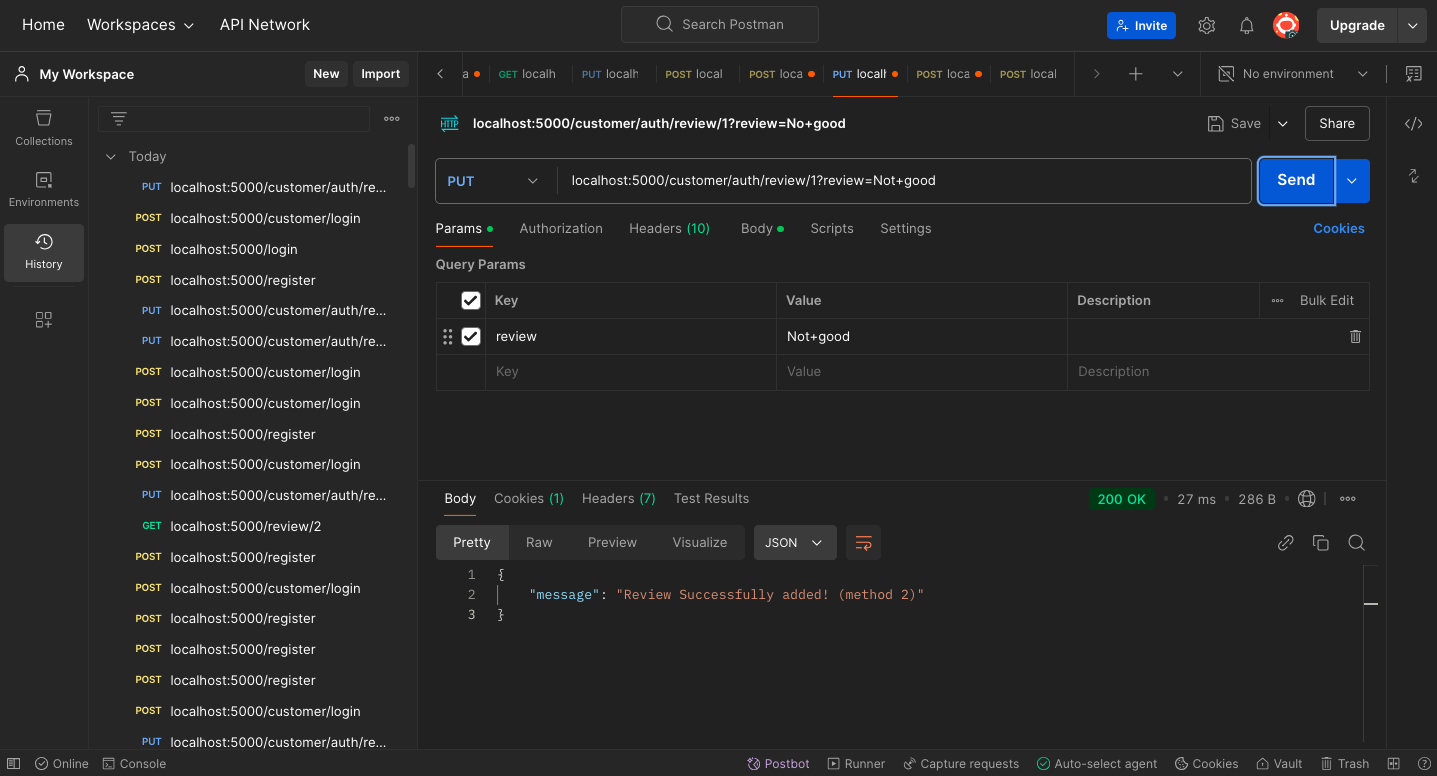 Home Workspaces API Network Search Postman Invite Upgrade
My Workspace New Import
a GET localh PUT localh POST local POST loca PUT localh POST loca POST local No environment
Collections
Environments
History
Today
PUT localhost:5000/customer/auth/re...
POST localhost:5000/customer/login
POST localhost:5000/login
POST localhost:5000/register
PUT localhost:5000/customer/auth/re...
PUT localhost:5000/customer/auth/re...
POST localhost:5000/customer/login
POST localhost:5000/customer/login
POST localhost:5000/register
POST localhost:5000/customer/login
PUT localhost:5000/customer/auth/re...
GET localhost:5000/review/2
POST localhost:5000/register
POST localhost:5000/customer/login
POST localhost:5000/register
POST localhost:5000/register
POST localhost:5000/register
POST localhost:5000/customer/login
PUT localhost:5000/customer/auth/re...
HTTP localhost:5000/customer/auth/review/1?review=No+good Save Share
PUT localhost:5000/customer/auth/review/1?review=Not+good Send
Params Authorization Headers (10) Body Scripts Settings Cookies
Query Params
Key Value Description Bulk Edit
review Not+good
Key Value Description
Body Cookies (1) Headers (7) Test Results 200 OK 27 ms 286 B
Pretty Raw Preview Visualize JSON
1 {
2 "message": "Review Successfully added! (method 2)"
3 }
Online Console Postbot Runner Capture requests Auto-select agent Cookies Vault Trash